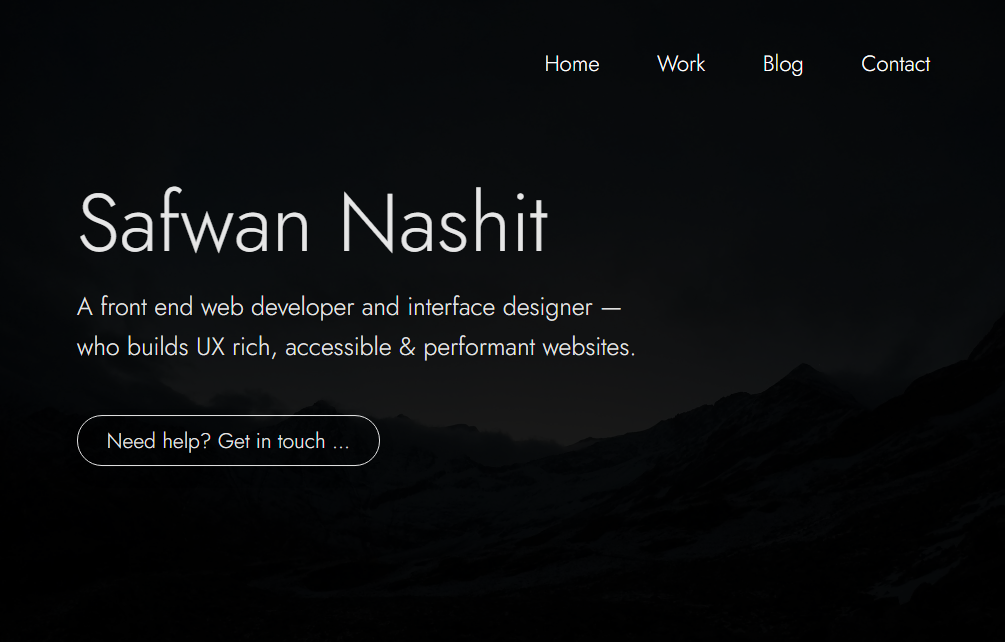 Home Work Blog Contact
Safwan Nashit
A front end web developer and interface designer —
who builds UX rich, accessible & performant websites.
Need help? Get in touch ...